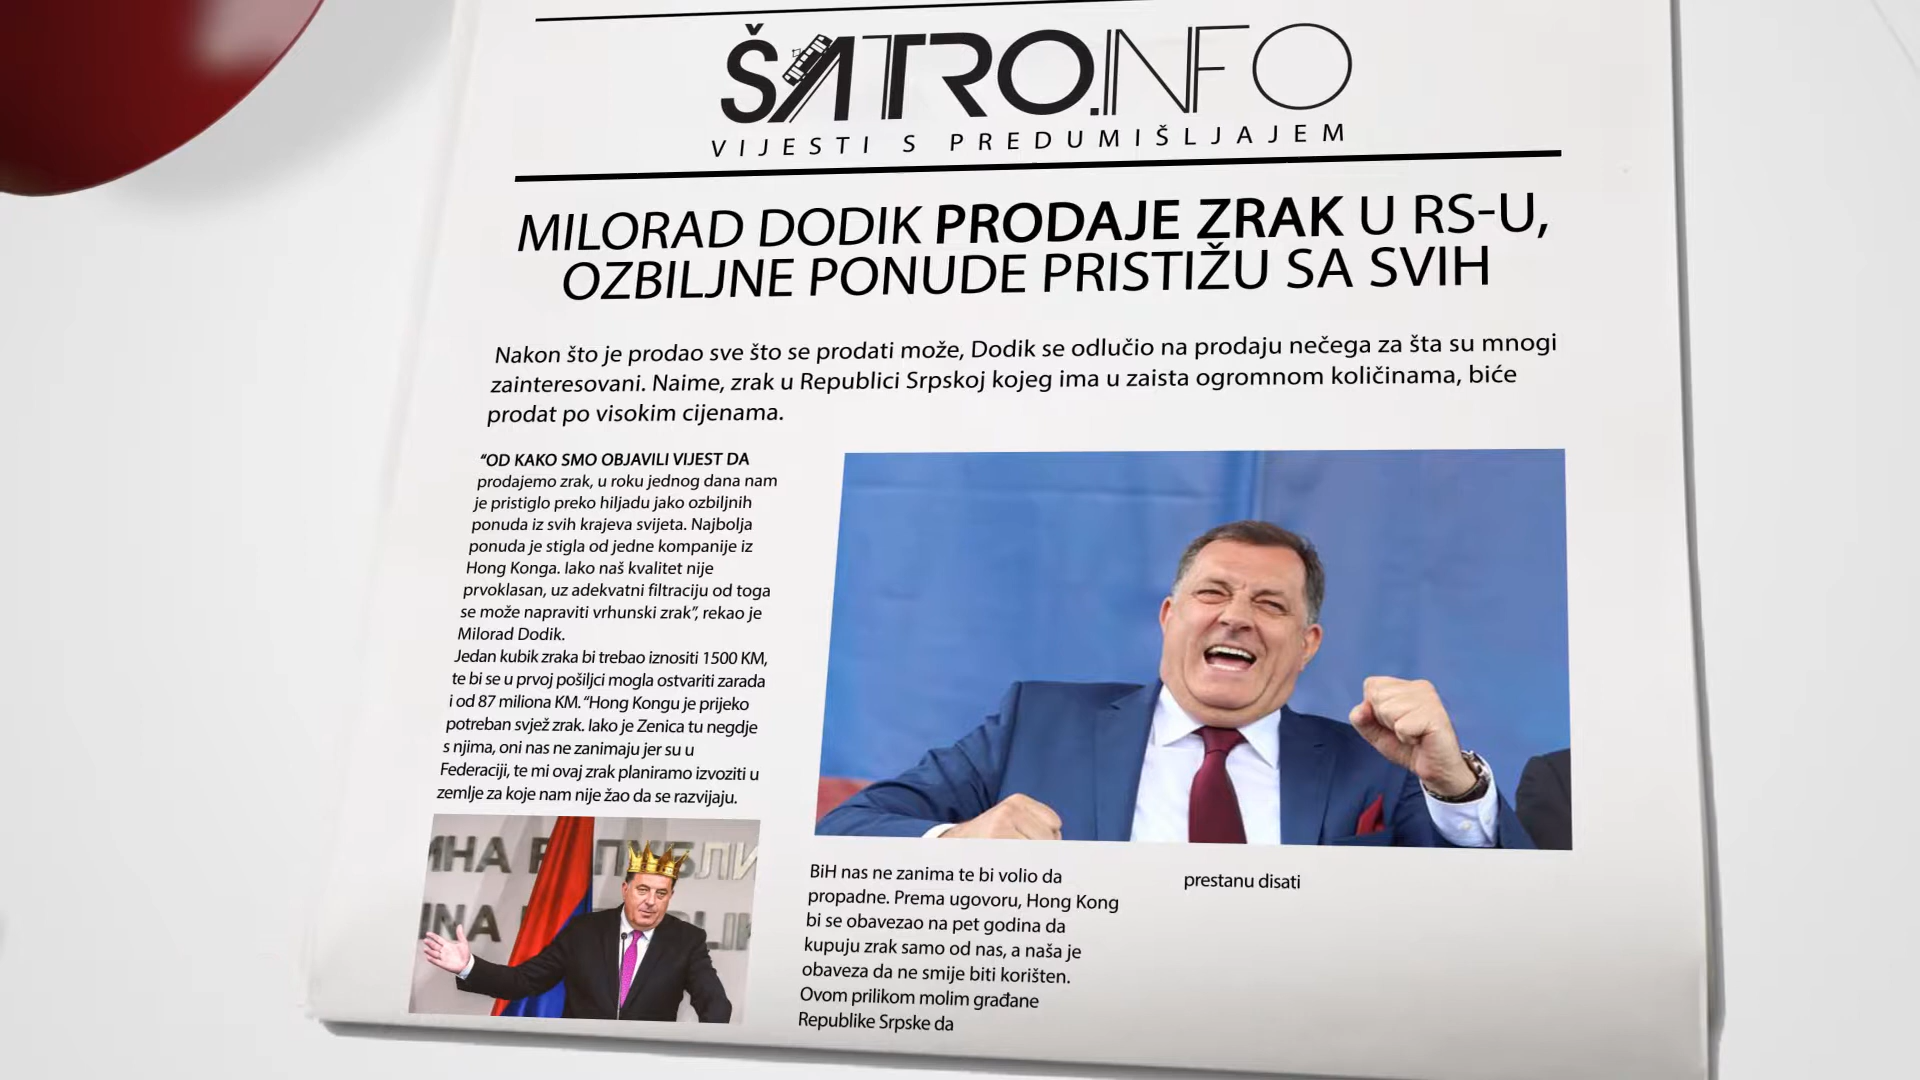 ŠATRO.INFO
VIJESTI S PREDUMIŠLJAJEM
MILORAD DODIK PRODAJE ZRAK U RS-U,
OZBILJNE PONUDE PRISTIŽU SA SVIH
Nakon što je prodao sve što se prodati može, Dodik se odlučio na prodaju nečega za šta su mnogi
zainteresovani. Naime, zrak u Republici Srpskoj kojeg ima u zaista ogromnom količinama, biće
prodat po visokim cijenama.
“OD KAKO SMO OBJAVILI VIJEST DA
prodajemo zrak, u roku jednog dana nam
je pristiglo preko hiljadu jako ozbiljnih
ponuda iz svih krajeva svijeta. Najbolja
ponuda je stigla od jedne kompanije iz
Hong Konga. Iako naš kvalitet nije
prvoklasan, uz adekvatni filtraciju od toga
se može napraviti vrhunski zrak”, rekao je
Milorad Dodik.
Jedan kubik zraka bi trebao iznositi 1500 KM,
te bi se u prvoj pošiljci mogla ostvariti zarada
i od 87 miliona KM. “Hong Kongu je prijeko
potreban svjež zrak. Iako je Zenica tu negdje
s njima, oni nas ne zanimaju jer su u
Federaciji, te mi ovaj zrak planiramo izvoziti u
zemlje za koje nam nije žao da se razvijaju.
BiH nas ne zanima te bi volio da
propadne. Prema ugovoru, Hong Kong
bi se obavezao na pet godina da
kupuju zrak samo od nas, a naša je
obaveza da ne smije biti korišten.
Ovom prilikom molim građane
Republike Srpske da
prestanu disati